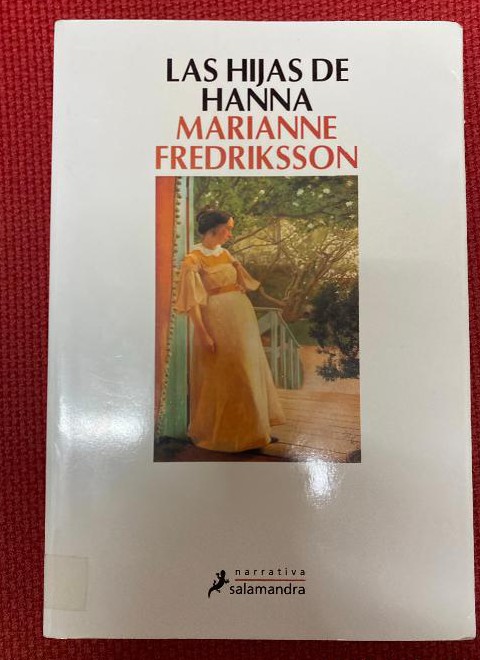 LAS HIJAS DE
HANNA
MARIANNE
FREDRIKSSON
narrativa
salamandra